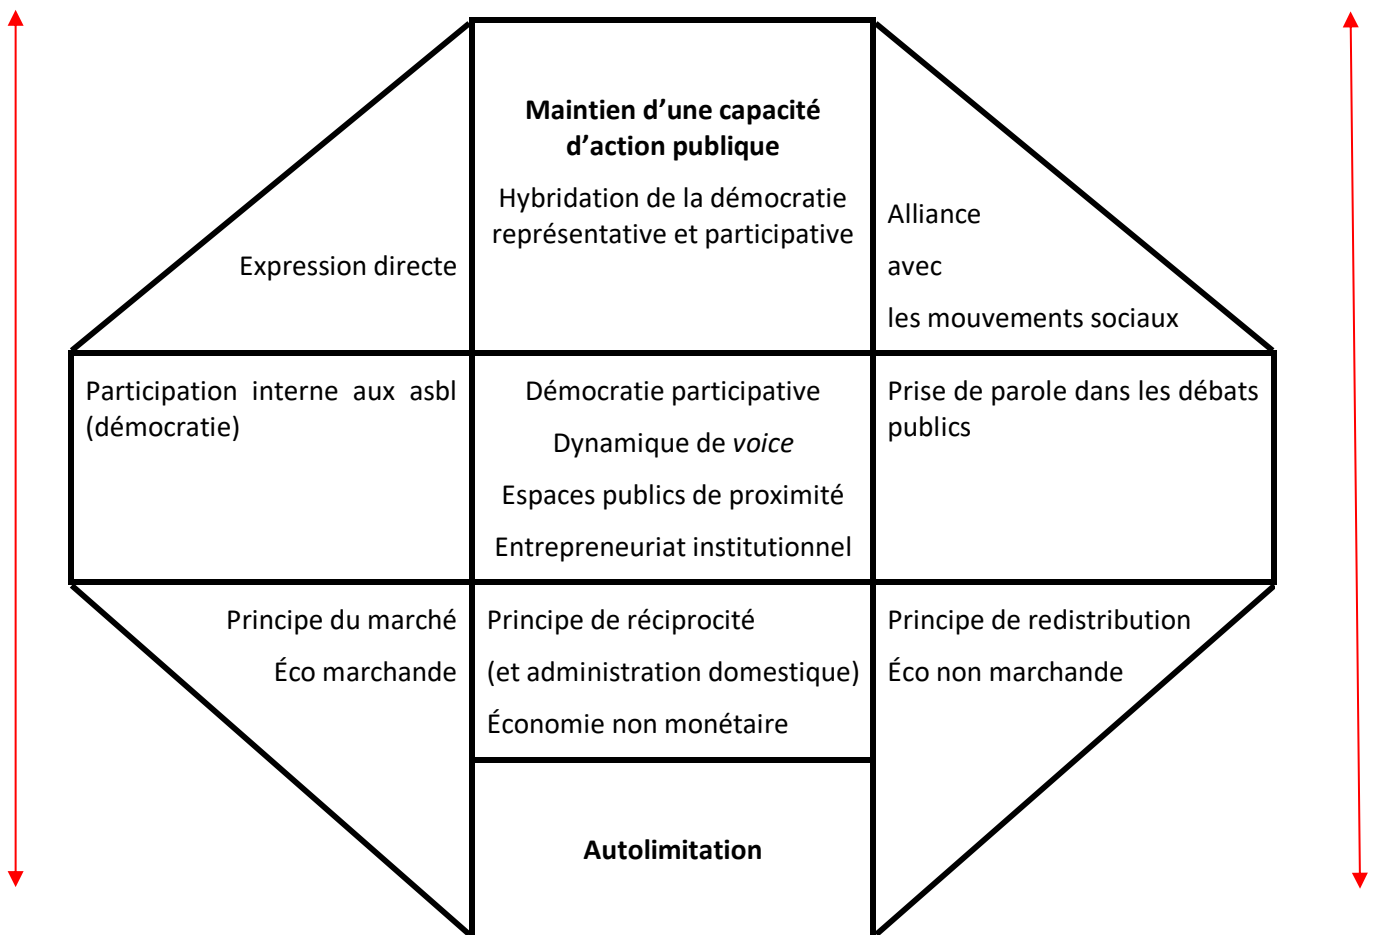 Maintien d’une capacité
d’action publique
Hybridation de la démocratie
représentative et participative
Expression directe
Alliance
avec
les mouvements sociaux
Participation interne aux asbl
(démocratie)
Démocratie participative
Dynamique de voice
Espaces publics de proximité
Entrepreneuriat institutionnel
Prise de parole dans les débats
publics
Principe du marché
Éco marchande
Principe de réciprocité
(et administration domestique)
Économie non monétaire
Principe de redistribution
Éco non marchande
Autolimitation